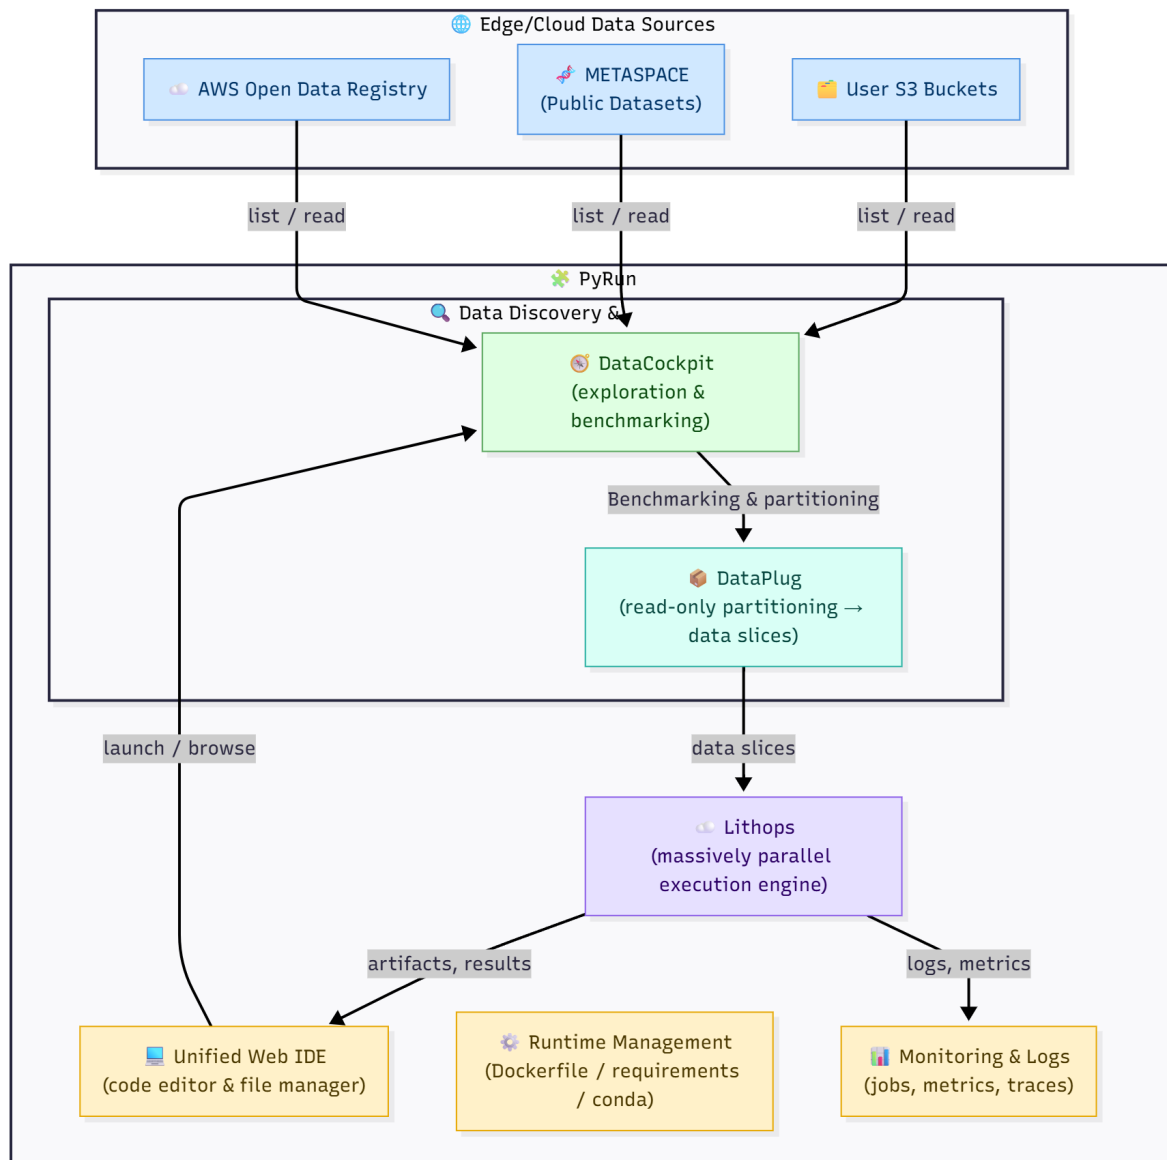 Edge/Cloud Data Sources
AWS Open Data Registry
METASPACE
(Public Datasets)
User S3 Buckets
list / read
list / read
list / read
PyRun
Data Discovery &
DataCockpit
(exploration &
benchmarking)
Benchmarking & partitioning
DataPlug
(read-only partitioning →
data slices)
launch / browse
data slices
Lithops
(massively parallel
execution engine)
artifacts, results
logs, metrics
Unified Web IDE
(code editor & file manager)
Runtime Management
(Dockerfile / requirements
/ conda)
Monitoring & Logs
(jobs, metrics, traces)